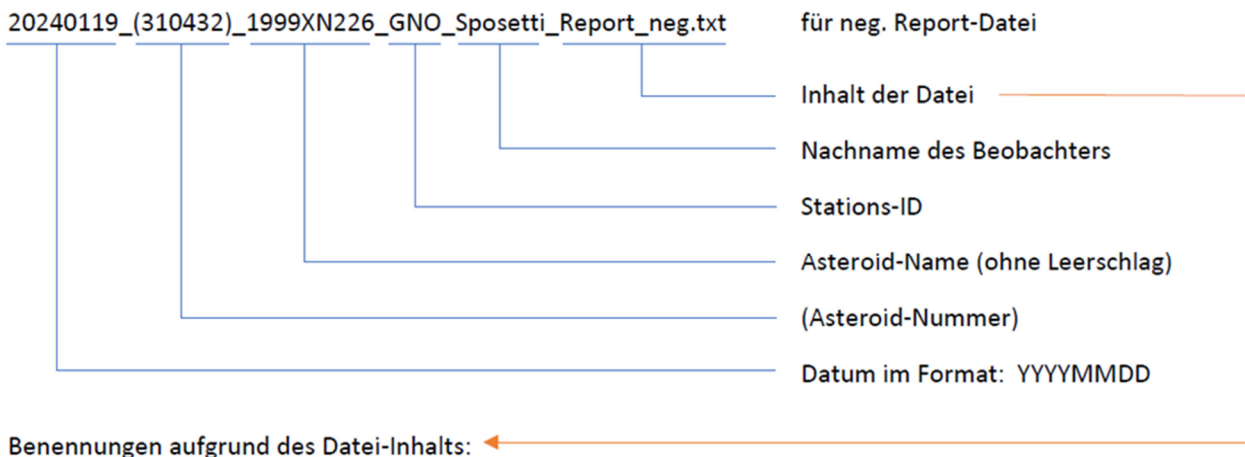 20240119_(310432)_1999XN226_GNO_Sposetti_Report_neg.txt für neg. Report-Datei
Inhalt der Datei
Nachname des Beobachters
Stations-ID
Asteroid-Name (ohne Leerschlag)
(Asteroid-Nummer)
Datum im Format: YYYYMMDD
Benennungen aufgrund des Datei-Inhalts: